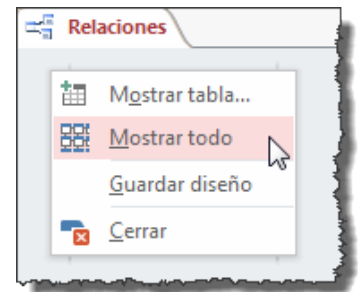 Relaciones
Mostrar tabla...
Mostrar todo
Guardar diseño
Cerrar